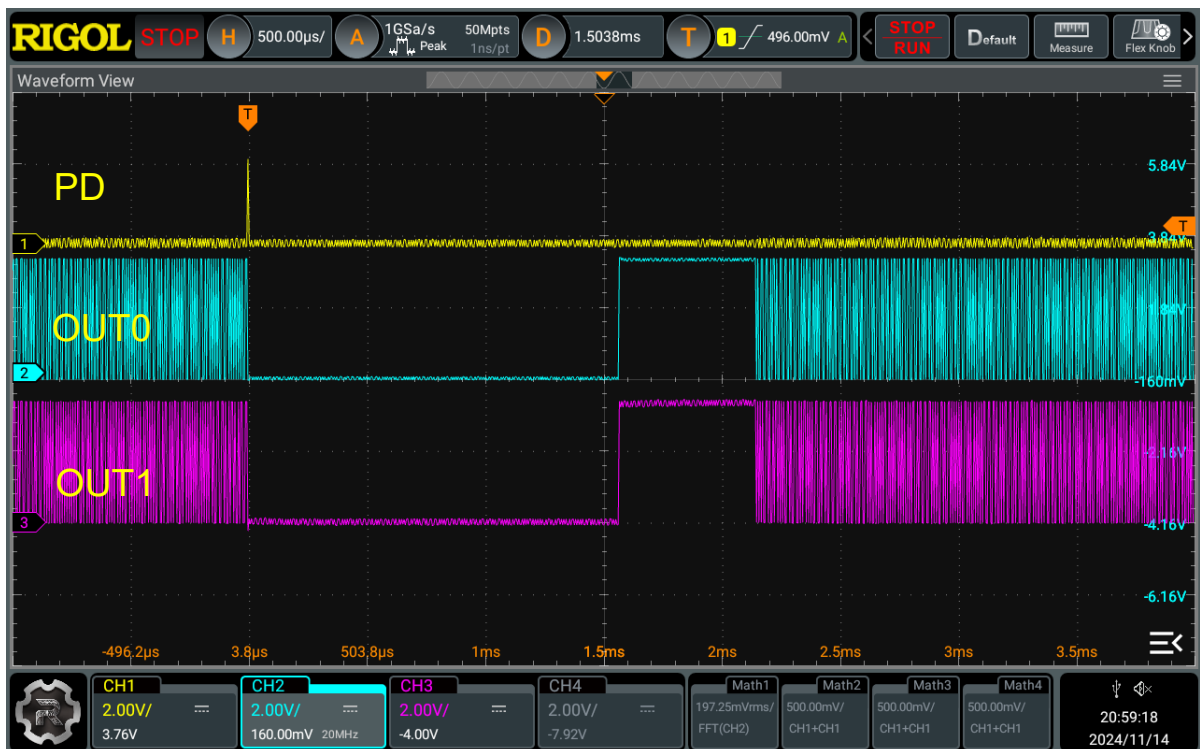 RIGOL STOP H 500.00µs/ A 1GSa/s 50Mpts Peak 1ns/pt D 1.5038ms T 1 496.00mV A < STOP RUN Default Measure Flex Knob >
Waveform View
T
5.84V
PD
T
1
3.84V
1.84V
OUT0
2
-160mV
-2.16V
OUT1
3
-4.16V
-6.16V
-496.2µs 3.8µs 503.8µs 1ms 1.5ms 2ms 2.5ms 3ms 3.5ms
CH1 CH2 CH3 CH4 Math1 Math2 Math3 Math4
2.00V/ 2.00V/ 2.00V/ 2.00V/ 197.25mVrms/ 500.00mV/ 500.00mV/ 500.00mV/
3.76V 160.00mV 20MHz -4.00V -7.92V FFT(CH2) CH1+CH1 CH1+CH1 CH1+CH1
R
20:59:18
2024/11/14